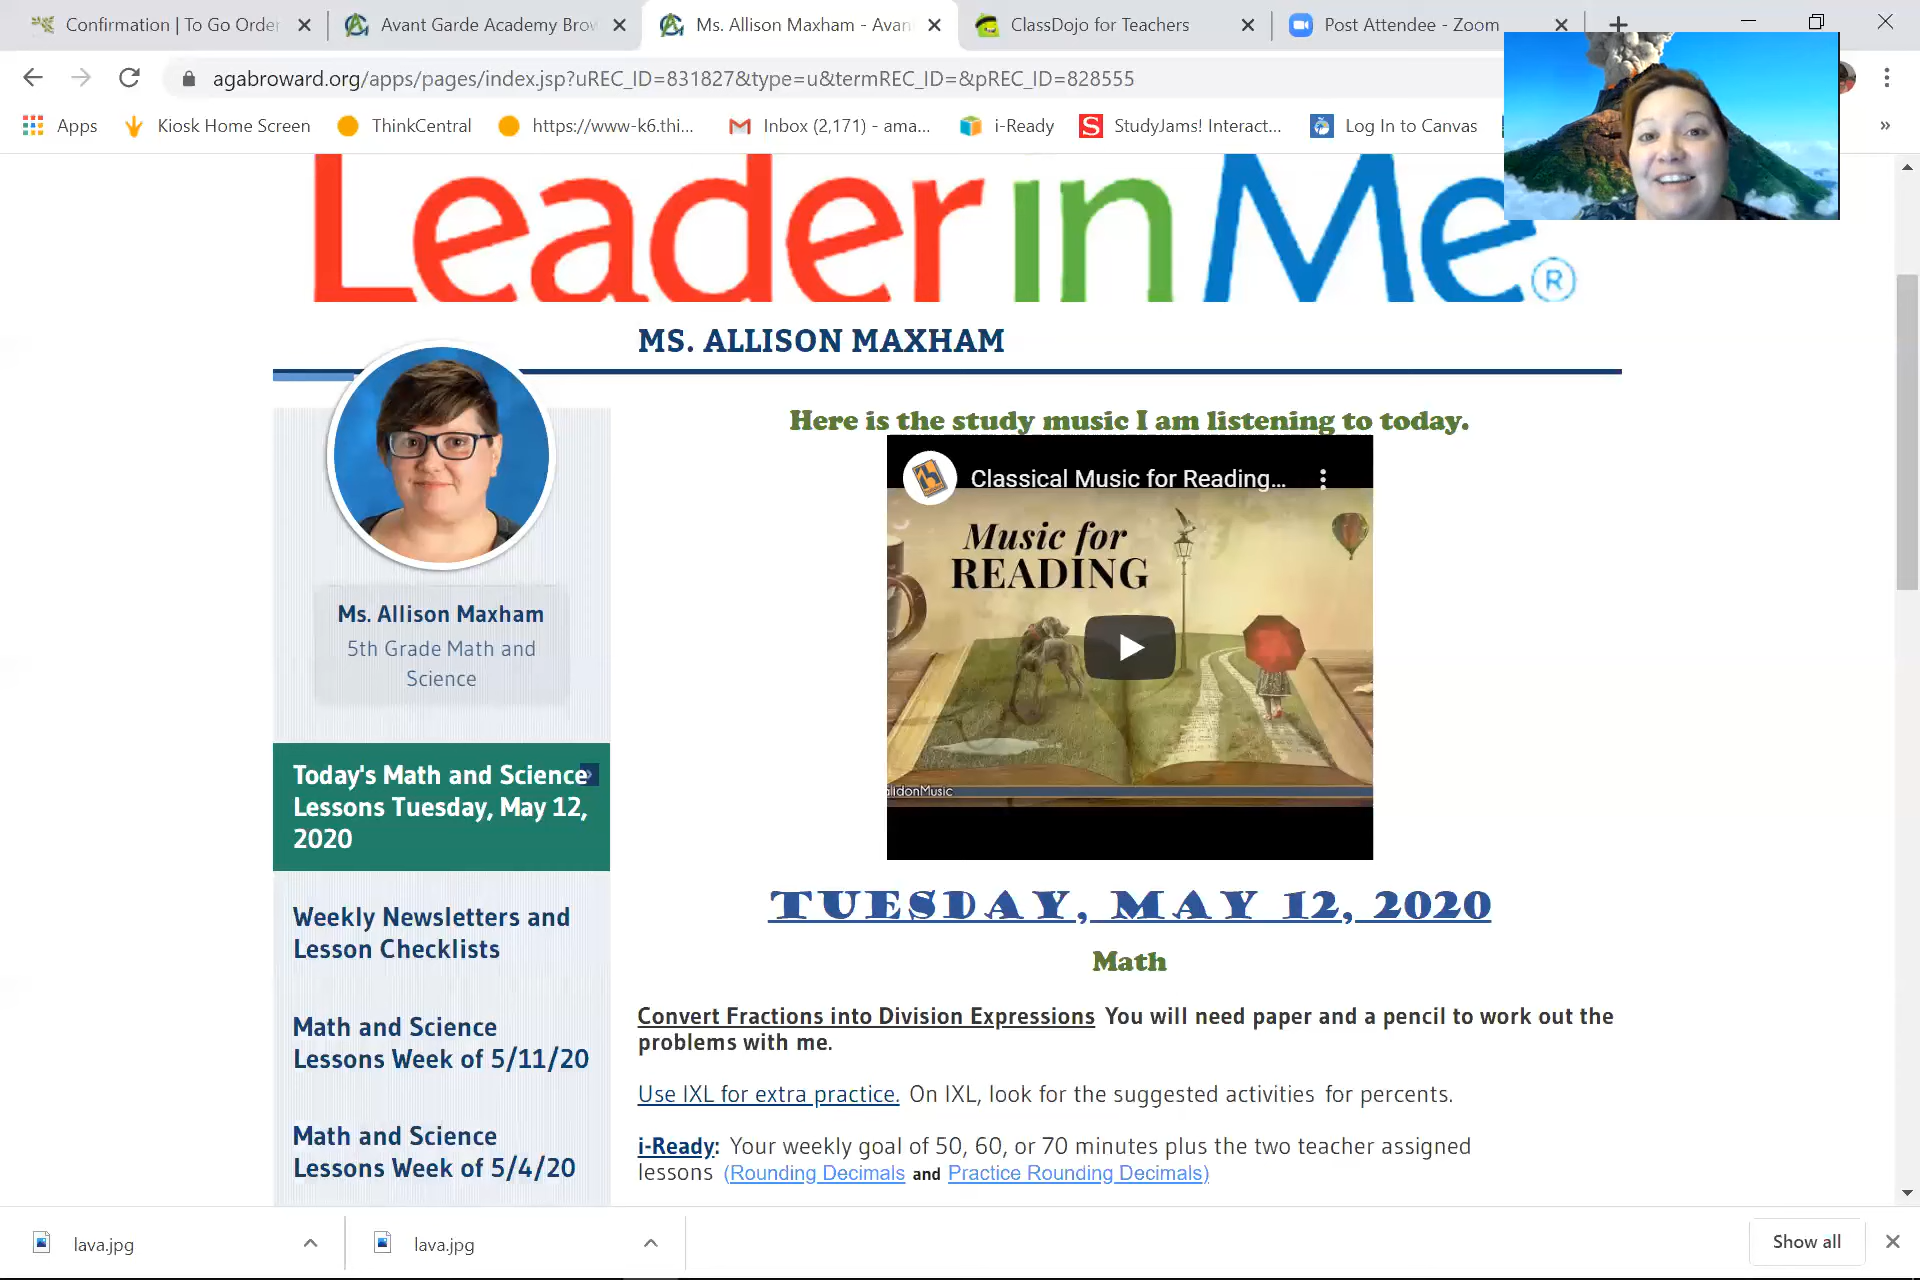 Confirmation | To Go Order
Avant Garde Academy Brow
Ms. Allison Maxham - Avan
ClassDojo for Teachers
Post Attendee - Zoom
agabroward.org/apps/pages/index.jsp?uREC_ID=831827&type=u&termREC_ID=&pREC_ID=828555
Apps
Kiosk Home Screen
ThinkCentral
https://www-k6.thi...
Inbox (2,171) - ama...
i-Ready
StudyJams! Interact...
Log In to Canvas
»
Leader in Me®
MS. ALLISON MAXHAM
Ms. Allison Maxham
5th Grade Math and
Science
Today's Math and Science
Lessons Tuesday, May 12,
2020
Weekly Newsletters and
Lesson Checklists
Math and Science
Lessons Week of 5/11/20
Math and Science
Lessons Week of 5/4/20
Here is the study music I am listening to today.
Classical Music for Reading...
Music for
READING
lidonMusic
TUESDAY, MAY 12, 2020
Math
Convert Fractions into Division Expressions You will need paper and a pencil to work out the
problems with me.
Use IXL for extra practice. On IXL, look for the suggested activities for percents.
i-Ready: Your weekly goal of 50, 60, or 70 minutes plus the two teacher assigned
lessons (Rounding Decimals and Practice Rounding Decimals)
lava.jpg
lava.jpg
Show all